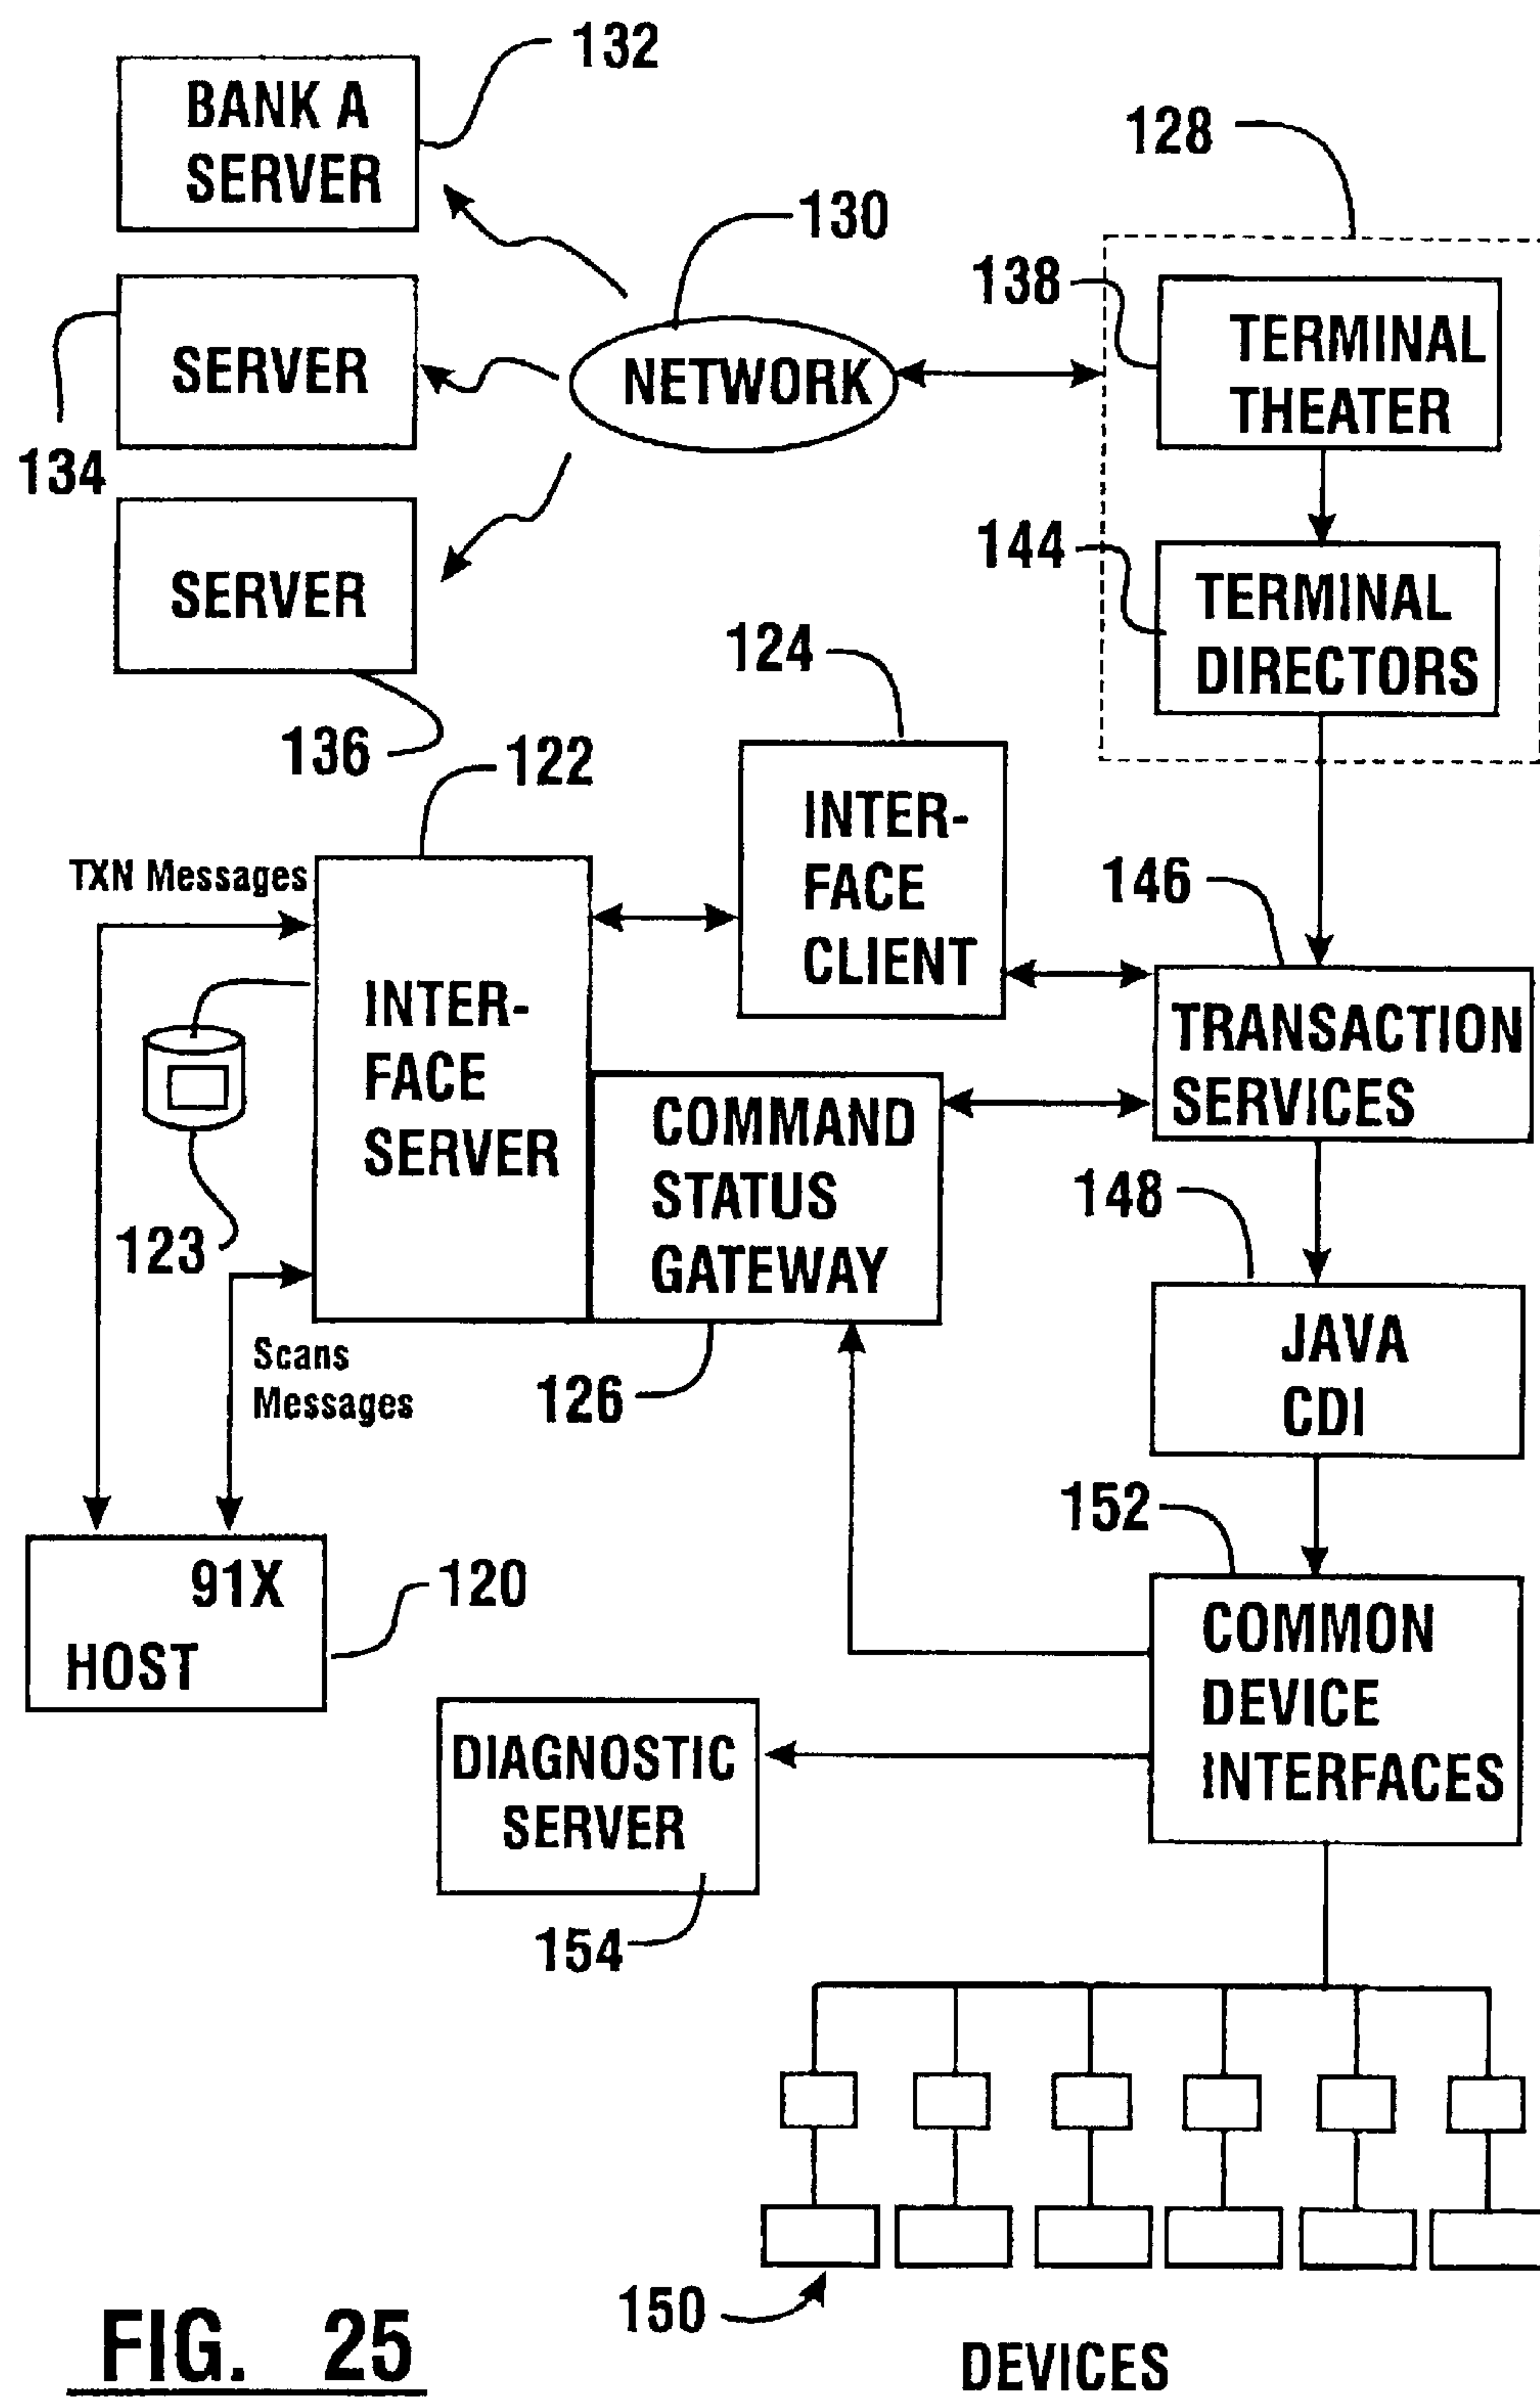 132
BANK A
SERVER
128
130
138
TERMINAL
THEATER
SERVER
NETWORK
134
144
TERMINAL
DIRECTORS
SERVER
124
136
122
INTER-
FACE
CLIENT
TXN Messages
146
INTER-
FACE
SERVER
TRANSACTION
SERVICES
COMMAND
STATUS
GATEWAY
148
123
JAVA
CDI
Scans
Messages
126
152
91X
HOST
120
COMMON
DEVICE
INTERFACES
DIAGNOSTIC
SERVER
154
150
DEVICES
FIG. 25